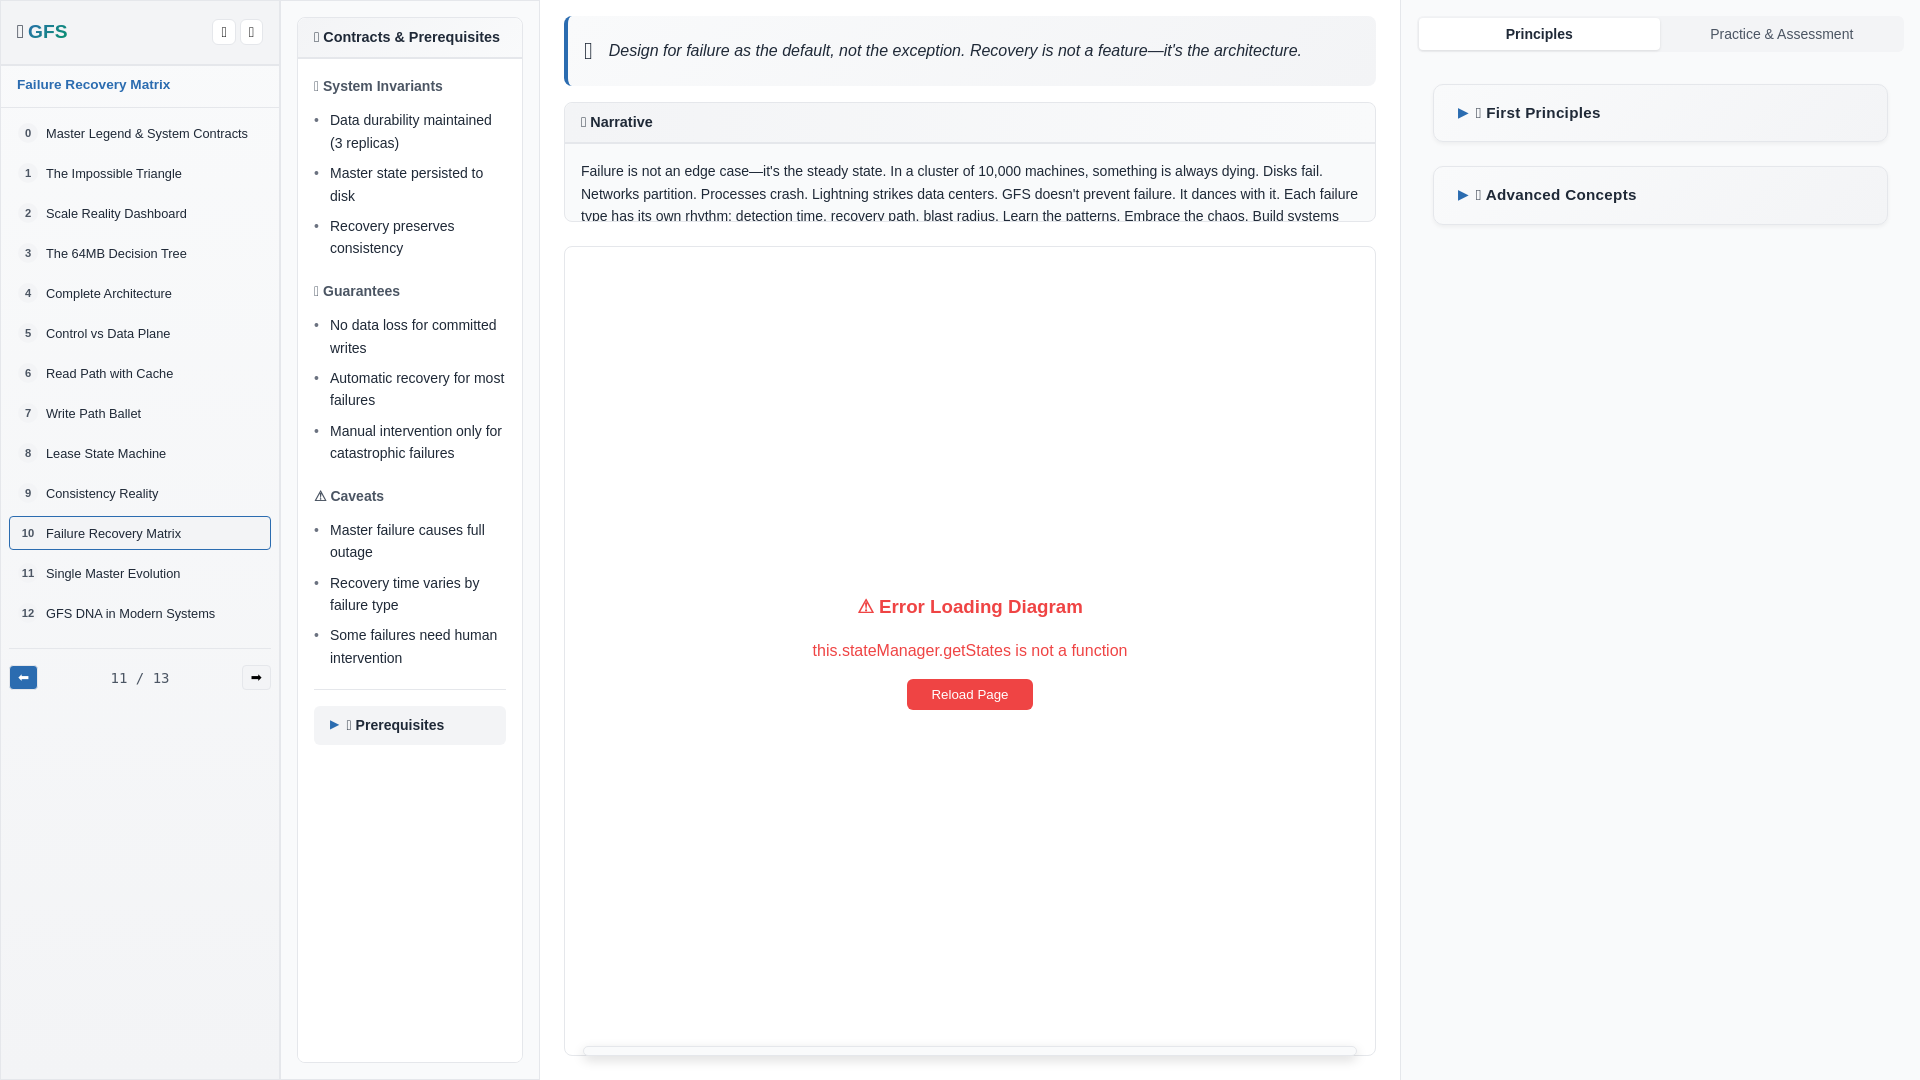 GFS
Failure Recovery Matrix
0 Master Legend & System Contracts
1 The Impossible Triangle
2 Scale Reality Dashboard
3 The 64MB Decision Tree
4 Complete Architecture
5 Control vs Data Plane
6 Read Path with Cache
7 Write Path Ballet
8 Lease State Machine
9 Consistency Reality
10 Failure Recovery Matrix
11 Single Master Evolution
12 GFS DNA in Modern Systems
⬅ 11 / 13 ➡
Contracts & Prerequisites
System Invariants
• Data durability maintained
(3 replicas)
• Master state persisted to
disk
• Recovery preserves
consistency
Guarantees
• No data loss for committed
writes
• Automatic recovery for most
failures
• Manual intervention only for
catastrophic failures
⚠ Caveats
• Master failure causes full
outage
• Recovery time varies by
failure type
• Some failures need human
intervention
▶ Prerequisites
Design for failure as the default, not the exception. Recovery is not a feature—it's the architecture.
Narrative
Failure is not an edge case—it's the steady state. In a cluster of 10,000 machines, something is always dying. Disks fail.
Networks partition. Processes crash. Lightning strikes data centers. GFS doesn't prevent failure. It dances with it. Each failure
type has its own rhythm: detection time, recovery path, blast radius. Learn the patterns. Embrace the chaos. Build systems
⚠ Error Loading Diagram
this.stateManager.getStates is not a function
Reload Page
Principles
Practice & Assessment
▶ First Principles
▶ Advanced Concepts